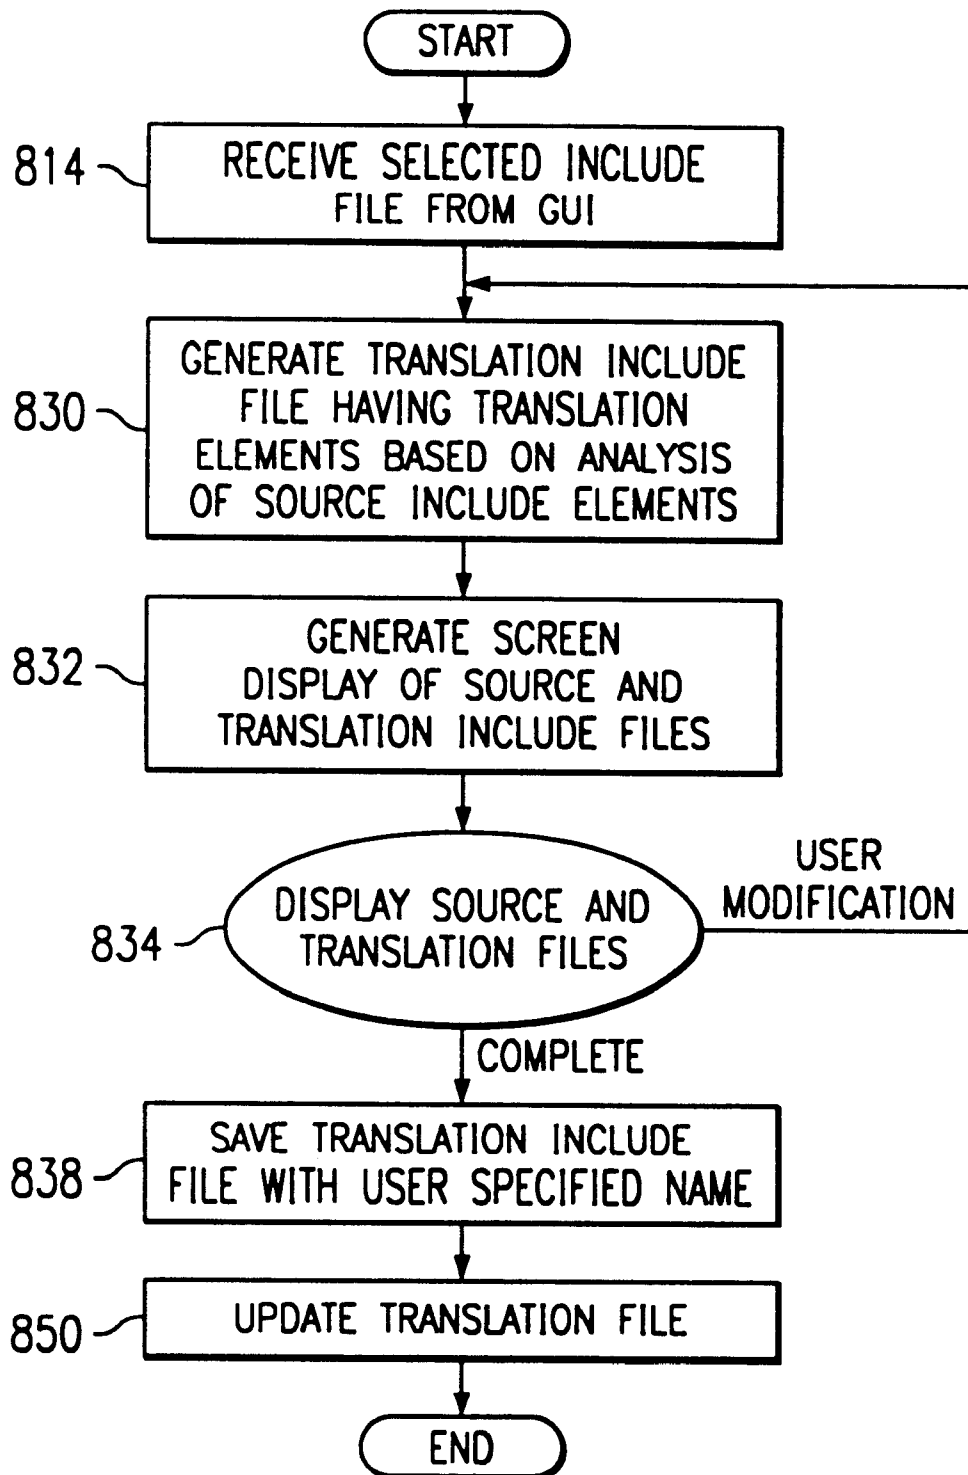 START
814
RECEIVE SELECTED INCLUDE
FILE FROM GUI
830
GENERATE TRANSLATION INCLUDE
FILE HAVING TRANSLATION
ELEMENTS BASED ON ANALYSIS
OF SOURCE INCLUDE ELEMENTS
832
GENERATE SCREEN
DISPLAY OF SOURCE AND
TRANSLATION INCLUDE FILES
834
DISPLAY SOURCE AND
TRANSLATION FILES
USER
MODIFICATION
COMPLETE
838
SAVE TRANSLATION INCLUDE
FILE WITH USER SPECIFIED NAME
850
UPDATE TRANSLATION FILE
END